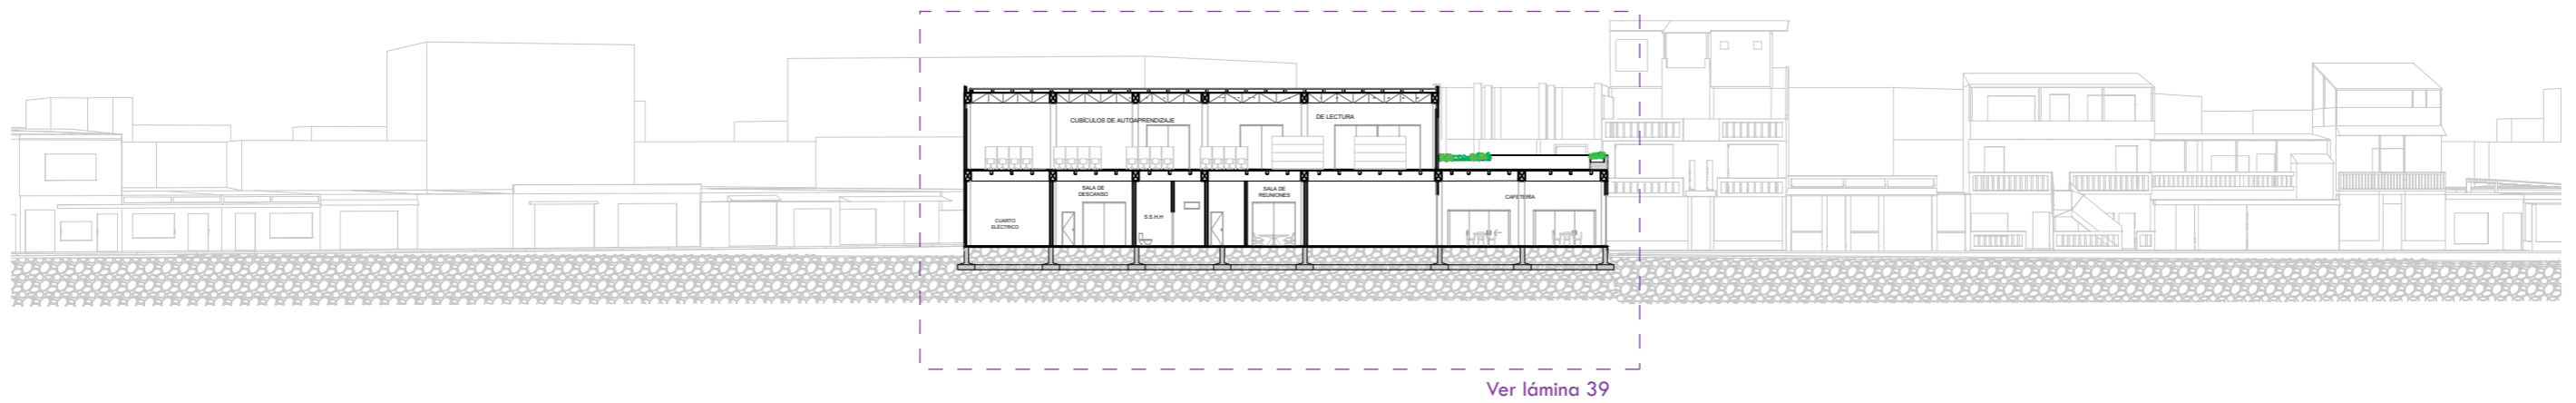 CUBÍCULOS DE AUTOAPRENDIZAJE
DE LECTURA
SALA DE
DESCANSO
SALA DE
REUNIONES
CAFETERÍA
S.S.H.H
CUARTO
ELÉCTRICO
Ver lámina 39